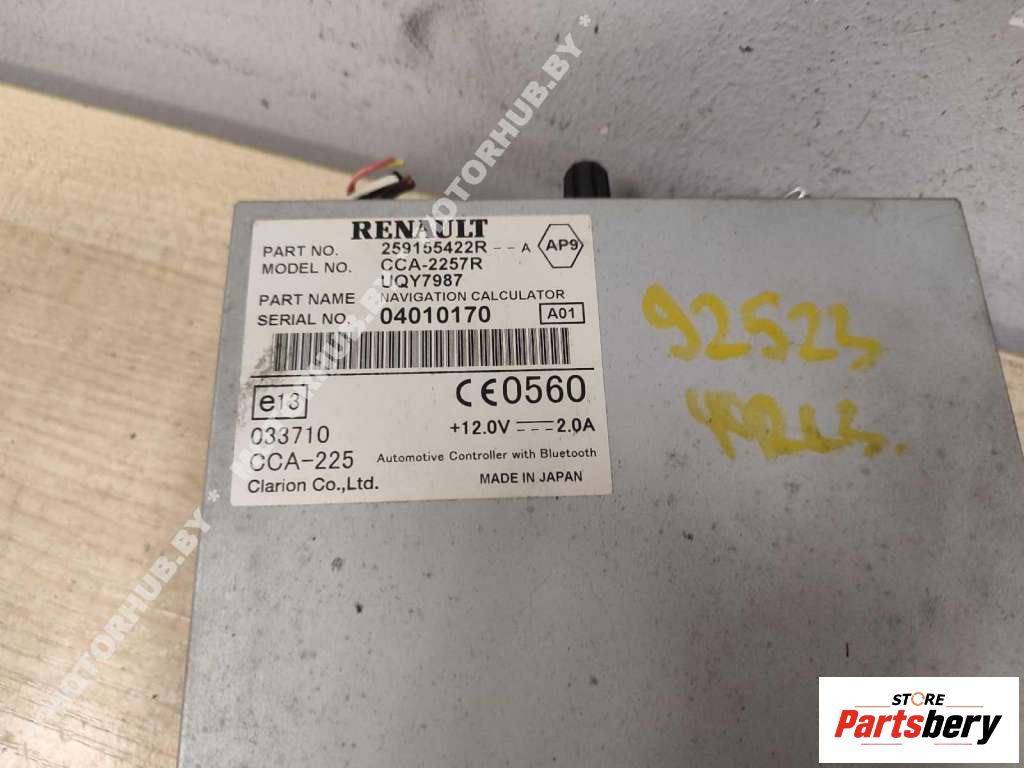 RENAULT
PART NO. 259155422R - - A AP9
MODEL NO. CCA-2257R
UQY7987
PART NAME NAVIGATION CALCULATOR
SERIAL NO. 04010170 A01
e13 CE0560
033710 +12.0V 2.0A
CCA-225 Automotive Controller with Bluetooth
Clarion Co.,Ltd. MADE IN JAPAN
92523
* MOTORHUB.BY *
* MOTORHUB.BY *
STORE
Partsbery